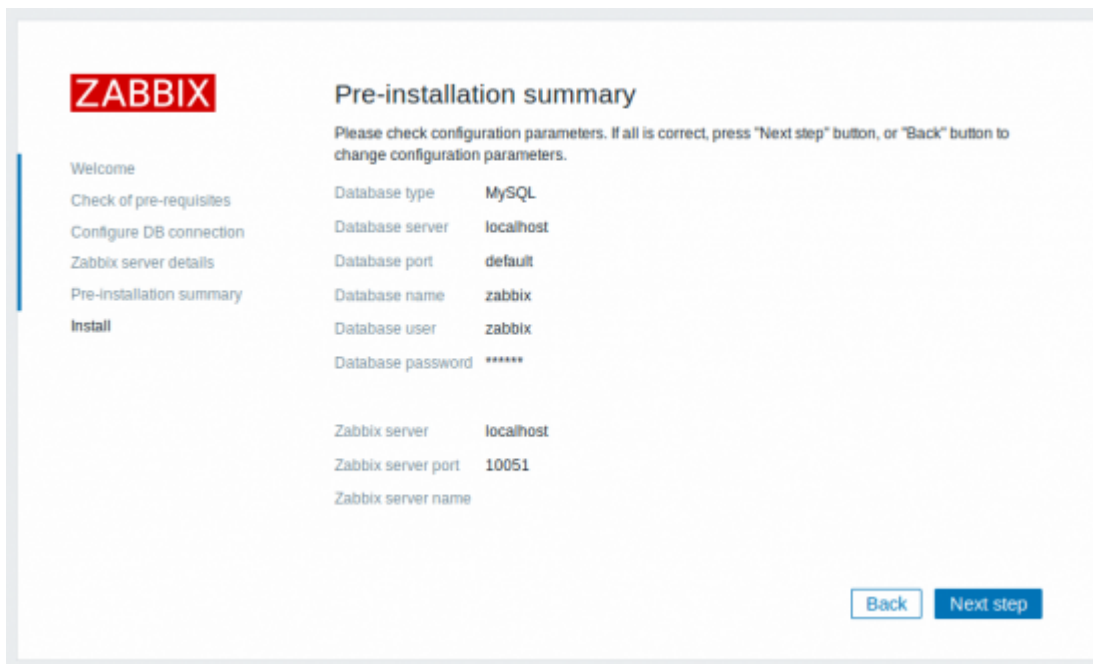 ZABBIX
Welcome
Check of pre-requisites
Configure DB connection
Zabbix server details
Pre-installation summary
Install
Pre-installation summary
Please check configuration parameters. If all is correct, press "Next step" button, or "Back" button to
change configuration parameters.
Database type MySQL
Database server localhost
Database port default
Database name zabbix
Database user zabbix
Database password ******
Zabbix server localhost
Zabbix server port 10051
Zabbix server name
Back Next step